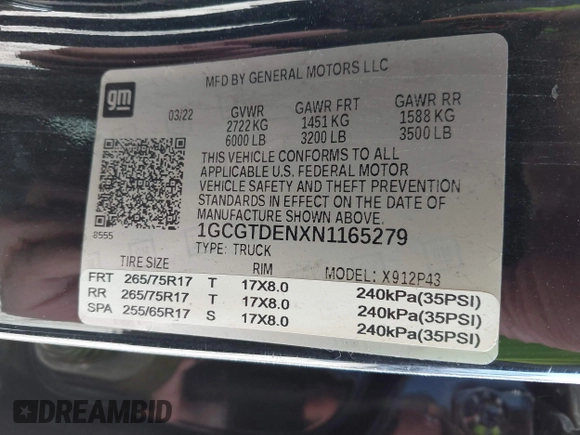 MFD BY GENERAL MOTORS LLC
gm
03/22 GVWR GAWR FRT GAWR RR
2722 KG 1451 KG 1588 KG
6000 LB 3200 LB 3500 LB
THIS VEHICLE CONFORMS TO ALL
APPLICABLE U.S. FEDERAL MOTOR
VEHICLE SAFETY AND THEFT PREVENTION
STANDARDS IN EFFECT ON THE DATE OF
MANUFACTURE SHOWN ABOVE.
8555 1GCGTDENXN1165279
TYPE: TRUCK
TIRE SIZE RIM MODEL: X912P43
FRT 265/75R17 T 17X8.0 240kPa(35PSI)
RR 265/75R17 T 17X8.0 240kPa(35PSI)
SPA 255/65R17 S 17X8.0 240kPa(35PSI)
DREAMBID